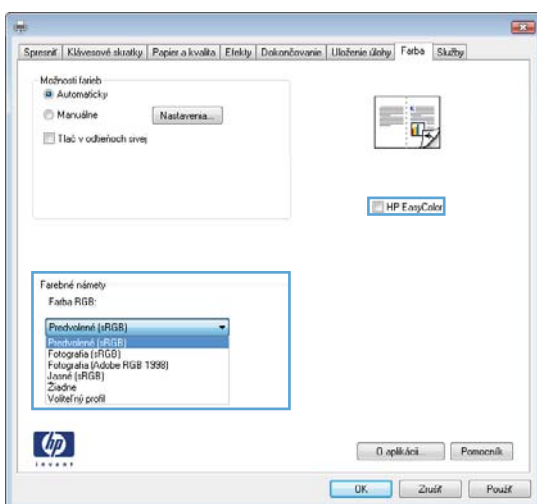 Spresniť Klávesové skratky Papier a kvalita Efekty Dokončovanie Uloženie úlohy Farba Služby
Možnosti farieb
Automaticky
Manuálne Nastavenia...
Tlač v odtieňoch sivej
HP EasyColor
Farebné námety
Farba RGB:
Predvolené (sRGB)
Predvolené (sRGB)
Fotografia (sRGB)
Fotografia (Adobe RGB 1998)
Jasné (sRGB)
Žiadne
Voliteľný profil
hp
invent
O aplikácii... Pomocník
OK Zrušiť Použiť